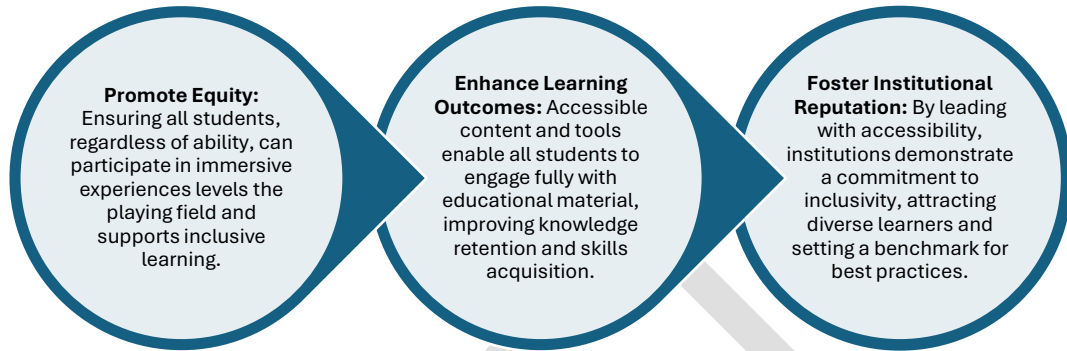 Promote Equity:
Ensuring all students,
regardless of ability, can
participate in immersive
experiences levels the
playing field and
supports inclusive
learning.
Enhance Learning
Outcomes: Accessible
content and tools
enable all students to
engage fully with
educational material,
improving knowledge
retention and skills
acquisition.
Foster Institutional
Reputation: By leading
with accessibility,
institutions demonstrate
a commitment to
inclusivity, attracting
diverse learners and
setting a benchmark for
best practices.